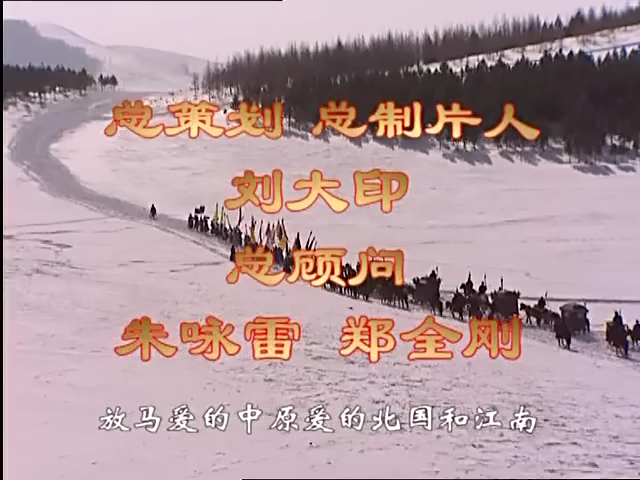 总策划 总制片人
刘大印
总顾问
朱咏雷 郑全刚
放马爱的中原爱的北国和江南